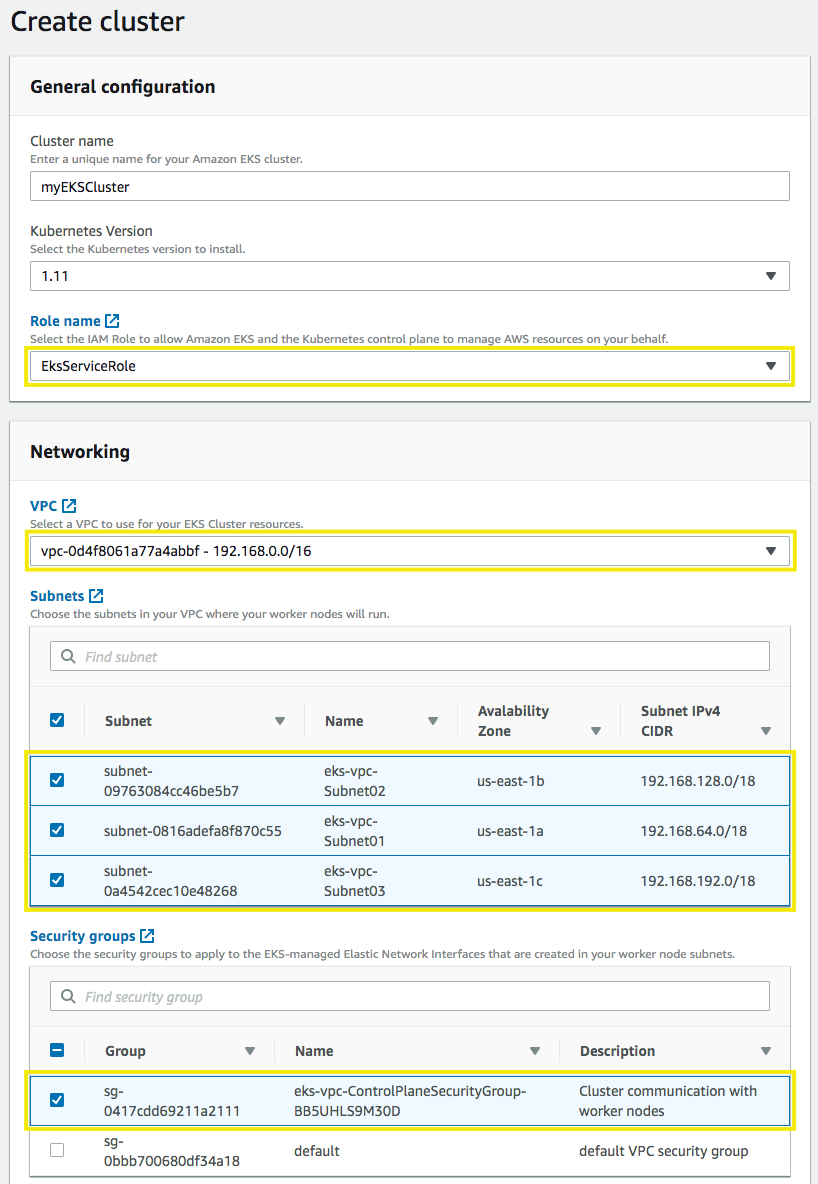 Create cluster
General configuration
Cluster name
Enter a unique name for your Amazon EKS cluster.
myEKSCluster
Kubernetes Version
Select the Kubernetes version to install.
1.11
Role name
Select the IAM Role to allow Amazon EKS and the Kubernetes control plane to manage AWS resources on your behalf.
EksServiceRole
Networking
VPC
Select a VPC to use for your EKS Cluster resources.
vpc-0d4f8061a77a4abbf - 192.168.0.0/16
Subnets
Choose the subnets in your VPC where your worker nodes will run.
Find subnet
Subnet
Name
Avalability
Zone
Subnet IPv4
CIDR
subnet-
09763084cc46be5b7
eks-vpc-
Subnet02
us-east-1b
192.168.128.0/18
subnet-0816adefa8f870c55
eks-vpc-
Subnet01
us-east-1a
192.168.64.0/18
subnet-
0a4542cec10e48268
eks-vpc-
Subnet03
us-east-1c
192.168.192.0/18
Security groups
Choose the security groups to apply to the EKS-managed Elastic Network Interfaces that are created in your worker node subnets.
Find security group
Group
Name
Description
sg-
0417cdd69211a2111
eks-vpc-ControlPlaneSecurityGroup-
BB5UHLS9M30D
Cluster communication with
worker nodes
sg-
0bbb700680df34a18
default
default VPC security group